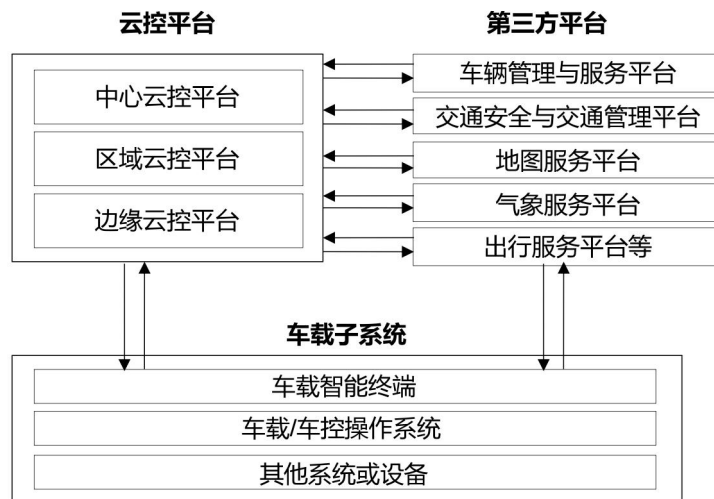 云控平台
第三方平台
中心云控平台
区域云控平台
边缘云控平台
车辆管理与服务平台
交通安全与交通管理平台
地图服务平台
气象服务平台
出行服务平台等
车载子系统
车载智能终端
车载/车控操作系统
其他系统或设备